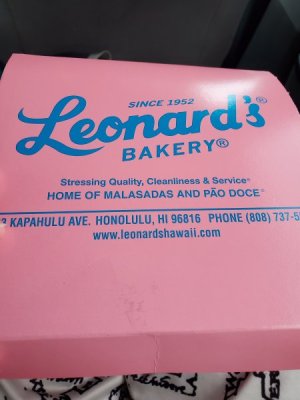 SINCE 1952
Leonard's®
BAKERY®
Stressing Quality, Cleanliness & Service®
HOME OF MALASADAS AND PÃO DOCE®
KAPAHULU AVE. HONOLULU, HI 96816 PHONE (808) 737-5
www.leonardshawaii.com